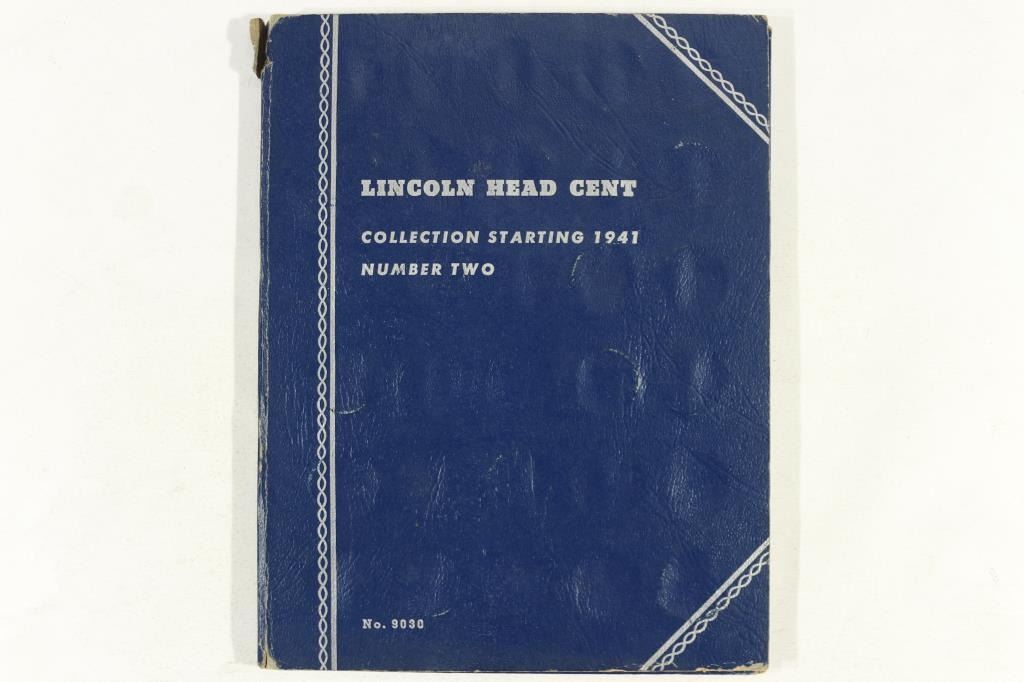 LINCOLN HEAD CENT
COLLECTION STARTING 1941
NUMBER TWO
No. 9030